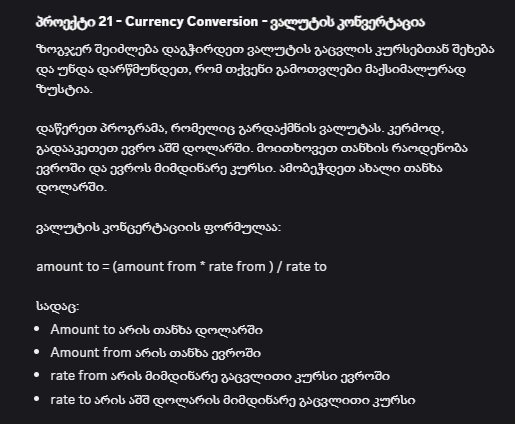 პროექტი 21 - Currency Conversion - ვალუტის კონვერტაცია
ზოგჯერ შეიძლება დაგჭირდეთ ვალუტის გაცვლის კურსებთან შეხება
და უნდა დარწმუნდეთ, რომ თქვენი გამოთვლები მაქსიმალურად
ზუსტია.
დაწერეთ პროგრამა, რომელიც გარდაქმნის ვალუტას. კერძოდ,
გადააკეთეთ ევრო აშშ დოლარში. მოითხოვეთ თანხის რაოდენობა
ევროში და ევროს მიმდინარე კურსი. ამობეჭდეთ ახალი თანხა
დოლარში.
ვალუტის კონცერტაციის ფორმულაა:
amount to = (amount from * rate from ) / rate to
სადაც:
• Amount to არის თანხა დოლარში
• Amount from არის თანხა ევროში
• rate from არის მიმდინარე გაცვლითი კურსი ევროში
• rate to არის აშშ დოლარის მიმდინარე გაცვლითი კურსი